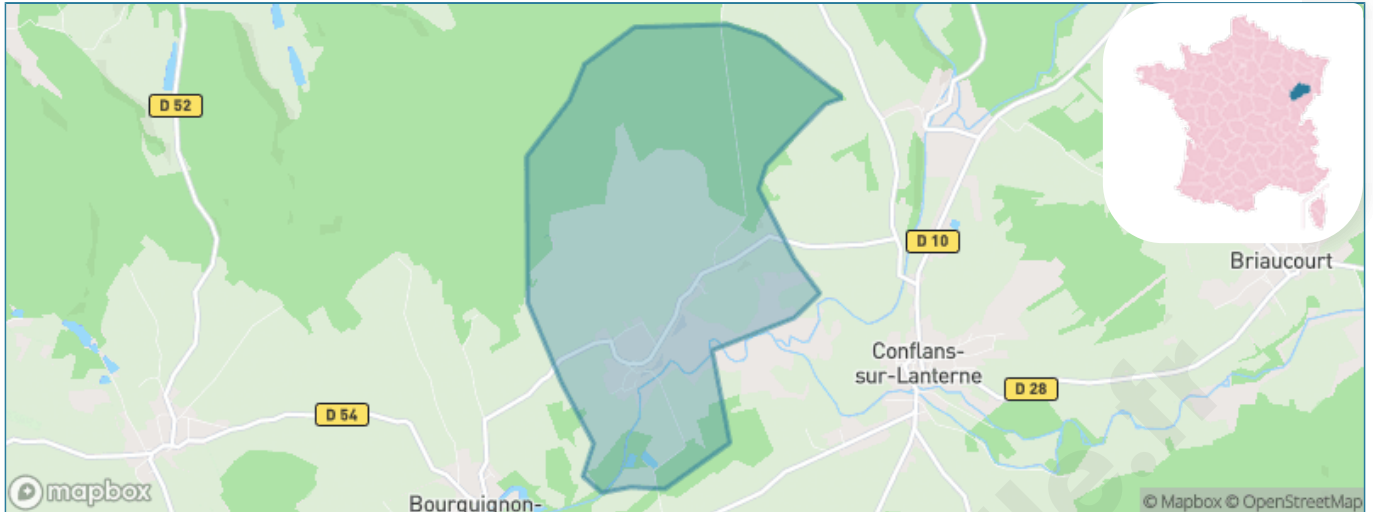 D 52
D 10
Briaucourt
Conflans-
sur-Lanterne
D 28
D 54
Bourguignon-
mapbox
© Mapbox © OpenStreetMap